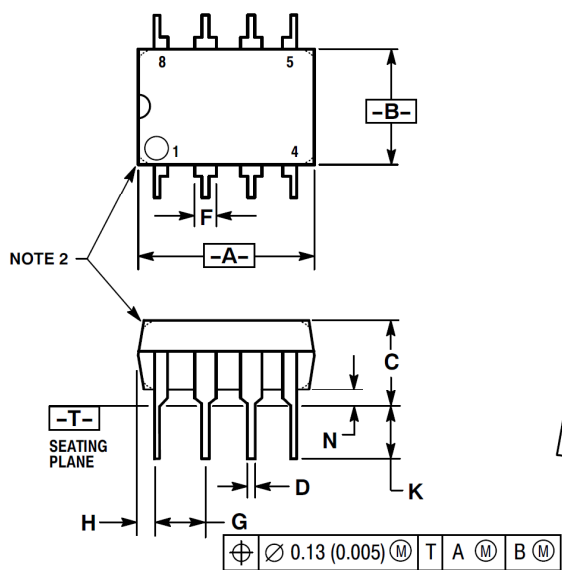 8 5
-B-
1 4
F
NOTE 2
-A-
C
-T-
N
SEATING
PLANE
D
K
H G
⌖ ∅ 0.13 (0.005) Ⓜ T A Ⓜ B Ⓜ